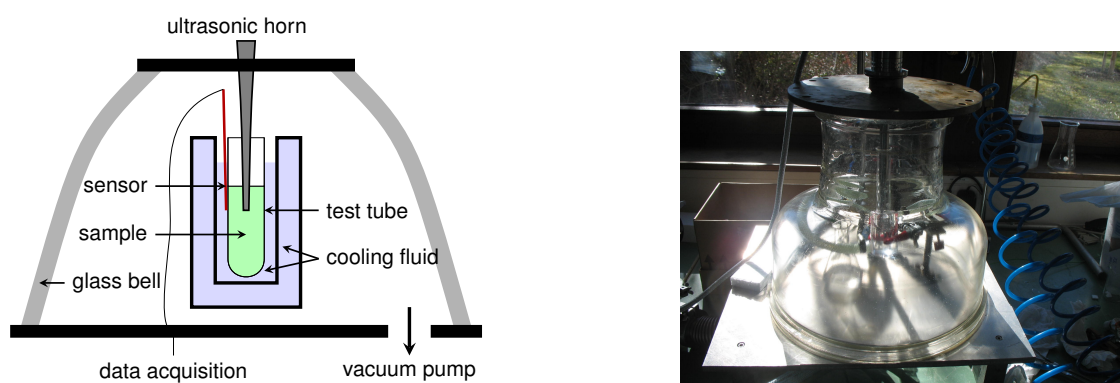 ultrasonic horn
sensor
test tube
sample
cooling fluid
glass bell
data acquisition
vacuum pump